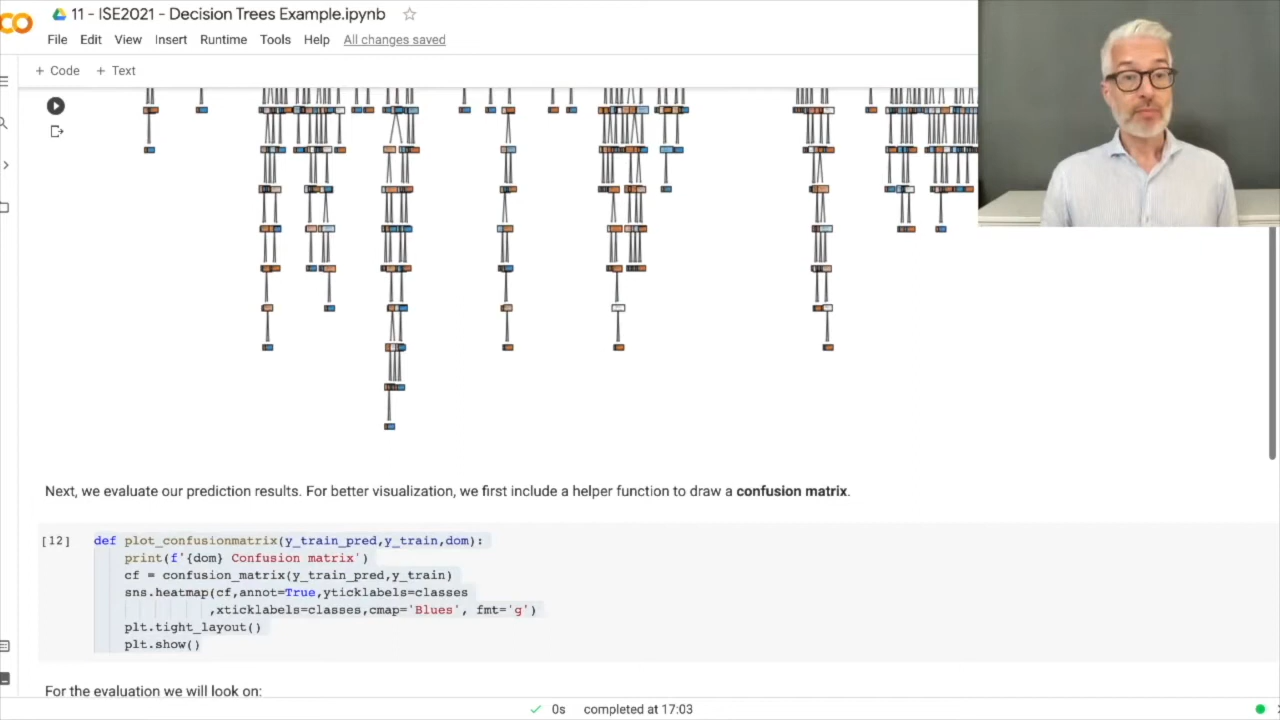 CO
11 - ISE2021 - Decision Trees Example.ipynb
File Edit View Insert Runtime Tools Help All changes saved
+ Code + Text
Next, we evaluate our prediction results. For better visualization, we first include a helper function to draw a confusion matrix.
[12] def plot_confusionmatrix(y_train_pred,y_train,dom):
print(f'{dom} Confusion matrix')
cf = confusion_matrix(y_train_pred,y_train)
sns.heatmap(cf,annot=True,yticklabels=classes
,xticklabels=classes,cmap='Blues', fmt='g')
plt.tight_layout()
plt.show()
For the evaluation we will look on:
0s completed at 17:03